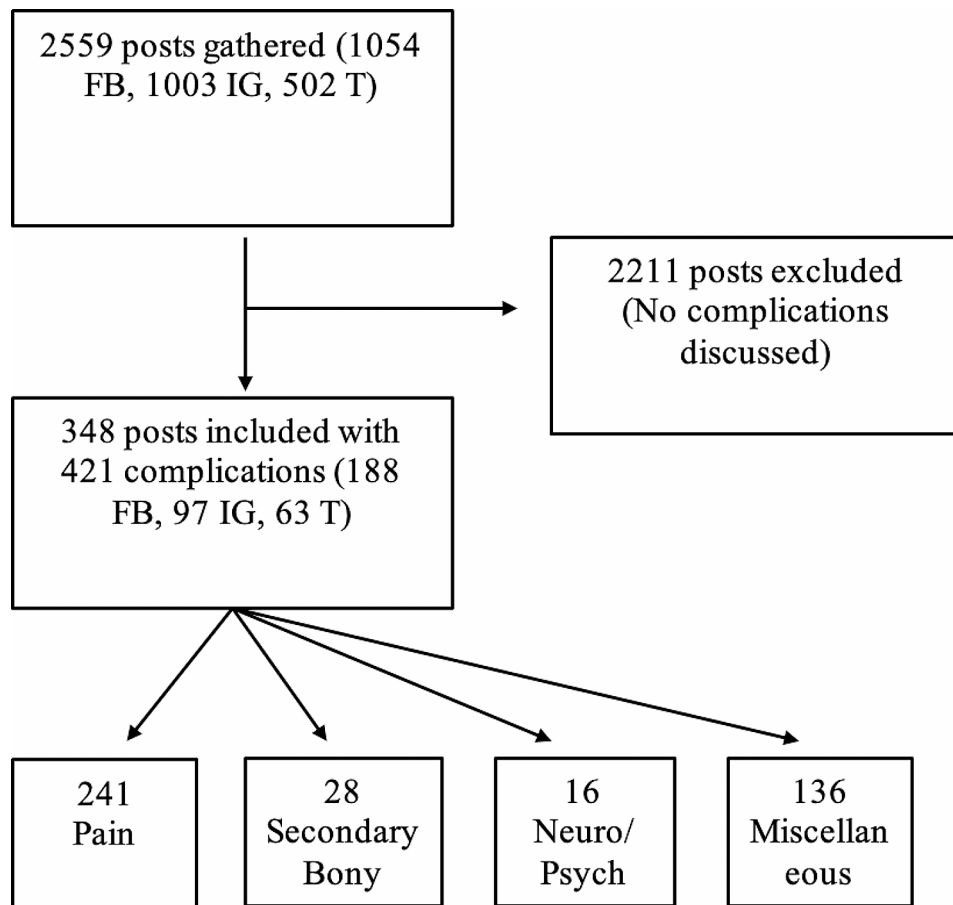 2559 posts gathered (1054
FB, 1003 IG, 502 T)
2211 posts excluded
(No complications
discussed)
348 posts included with
421 complications (188
FB, 97 IG, 63 T)
241
Pain
28
Secondary
Bony
16
Neuro/
Psych
136
Miscellan
eous